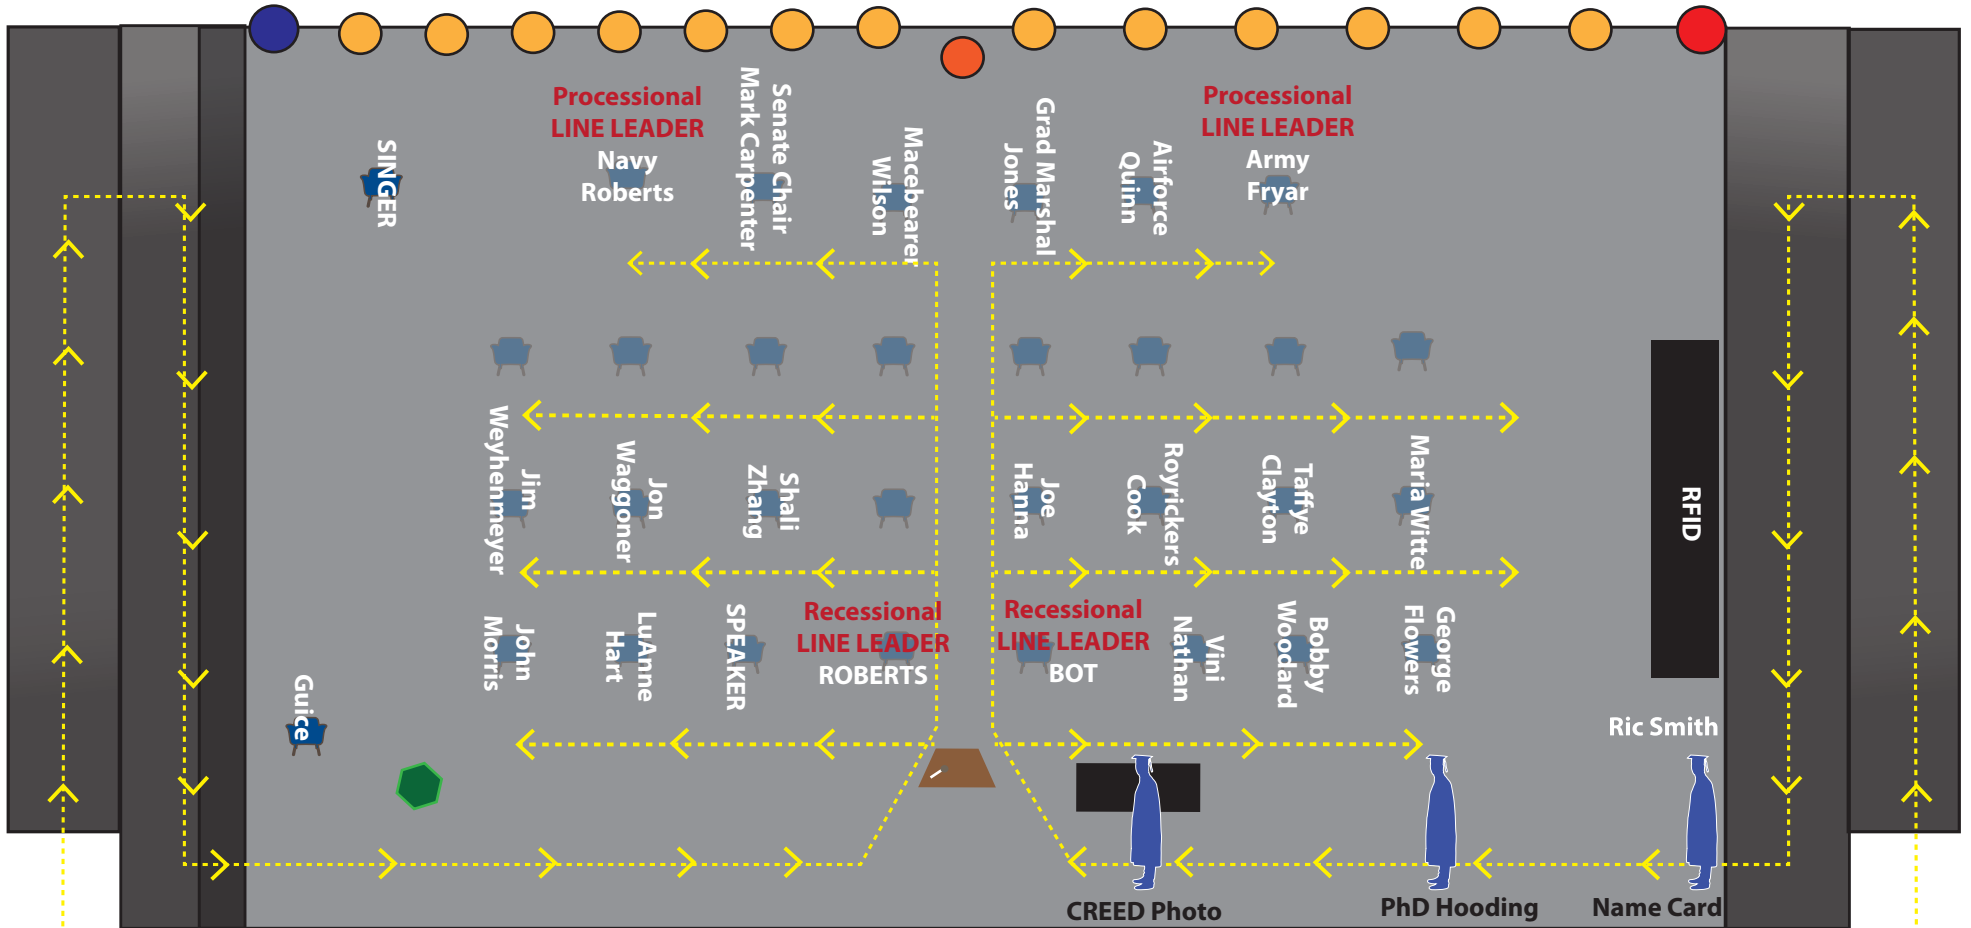 Processional
LINE LEADER
Navy
Roberts
SINGER
Senate Chair
Mark Carpenter
Macebearer
Wilson
Grad Marshal
Jones
Airforce
Quinn
Processional
LINE LEADER
Army
Fryar
Jim
Weyhenmeyer
Jon
Waggoner
Shali
Zhang
Joe
Hanna
Royrickers
Cook
Taffye
Clayton
Maria Witte
RFID
John
Morris
LuAnne
Hart
SPEAKER
Recessional
LINE LEADER
ROBERTS
Recessional
LINE LEADER
BOT
Vini
Nathan
Bobby
Woodard
George
Flowers
Guice
Ric Smith
CREED Photo
PhD Hooding
Name Card